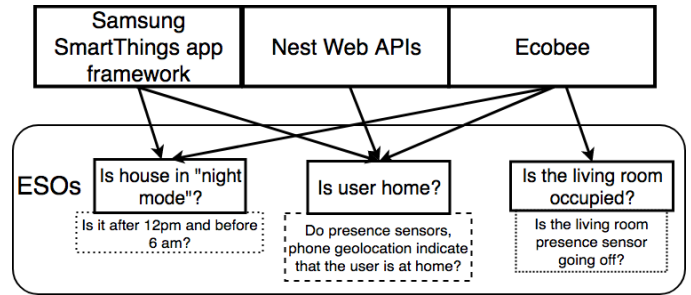 Samsung
SmartThings app
framework
Nest Web APIs
Ecobee
ESOs
Is house in "night
mode"?
Is it after 12pm and before
6 am?
Is user home?
Do presence sensors,
phone geolocation indicate
that the user is at home?
Is the living room
occupied?
Is the living room
presence sensor
going off?